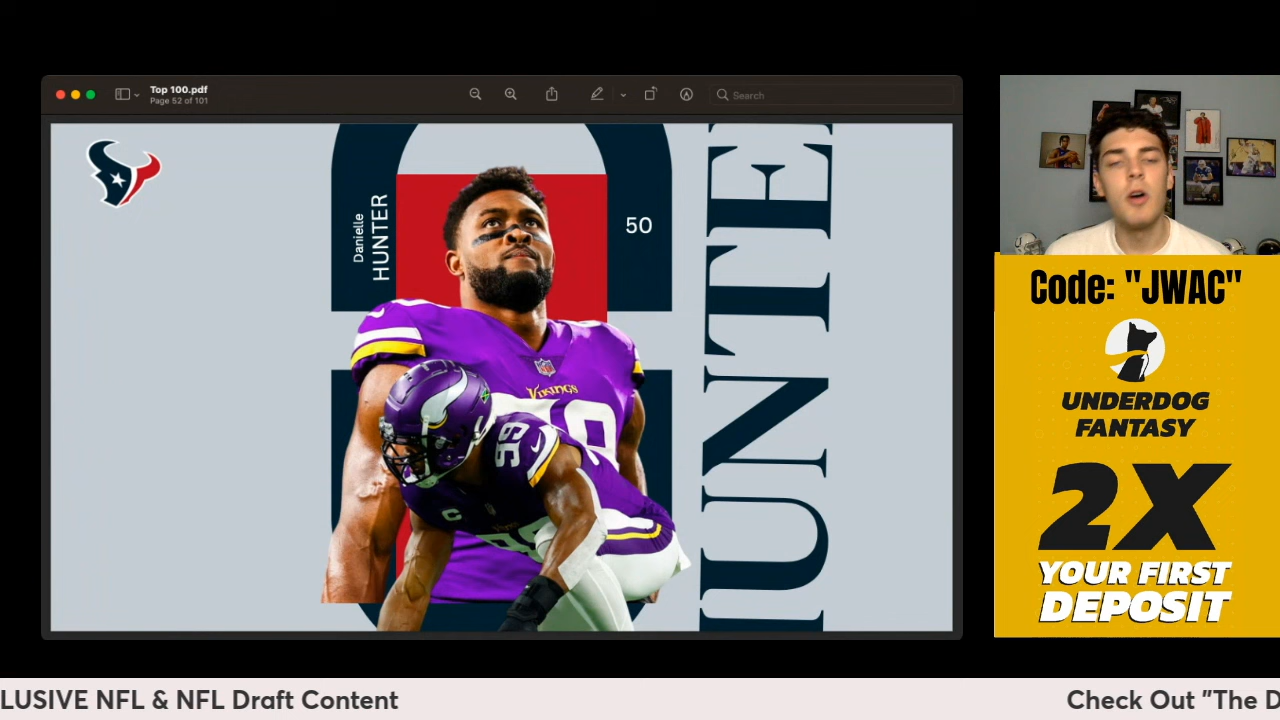 Top 100.pdf
Page 52 of 101
Search
Danielle
HUNTER
50
HUNTE
VIKINGS
99
C
Code: "JWAC"
UNDERDOG
FANTASY
2X
YOUR FIRST
DEPOSIT
LUSIVE NFL & NFL Draft Content
Check Out "The D